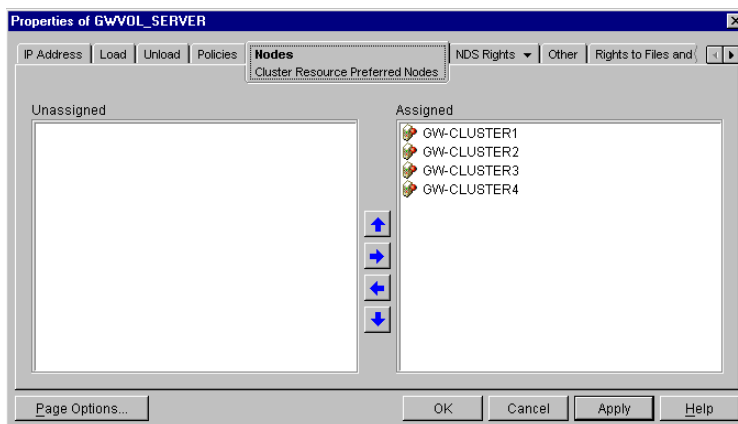 Properties of GWVOL_SERVER
IP Address Load Unload Policies Nodes NDS Rights Other Rights to Files and
Cluster Resource Preferred Nodes
Unassigned Assigned
GW-CLUSTER1
GW-CLUSTER2
GW-CLUSTER3
GW-CLUSTER4
Page Options... OK Cancel Apply Help